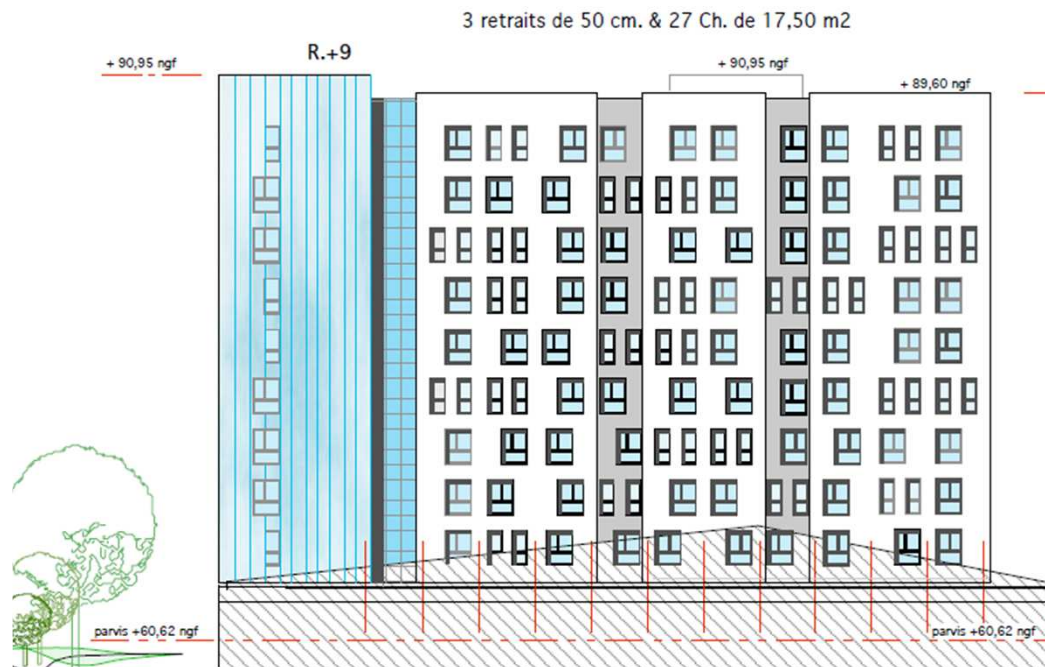 3 retraits de 50 cm. & 27 Ch. de 17,50 m2
R.+9
+ 90,95 ngf
+ 90,95 ngf
+ 89,60 ngf
parvis +60,62 ngf
parvis +60,62 ngf